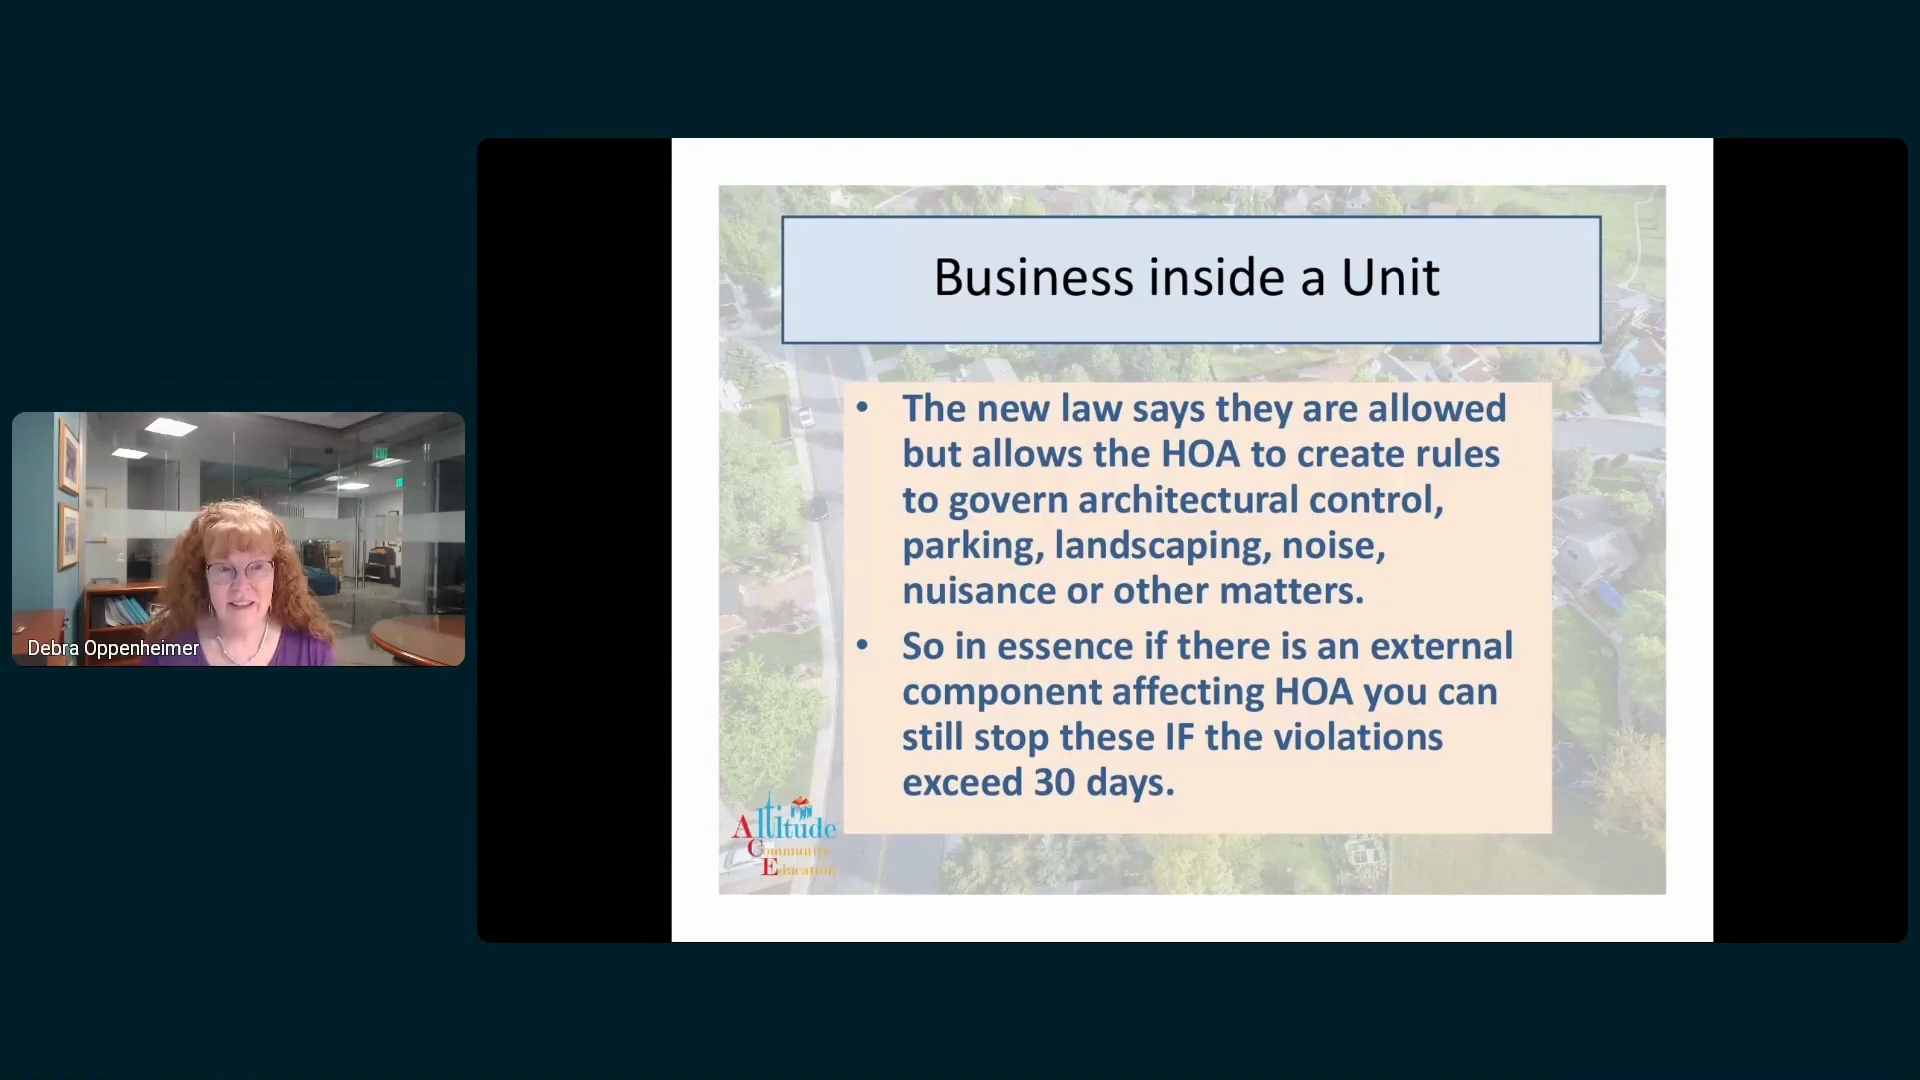 Business inside a Unit
• The new law says they are allowed
but allows the HOA to create rules
to govern architectural control,
parking, landscaping, noise,
nuisance or other matters.
• So in essence if there is an external
component affecting HOA you can
still stop these IF the violations
exceed 30 days.
Altitude
Community
Education
Debra Oppenheimer